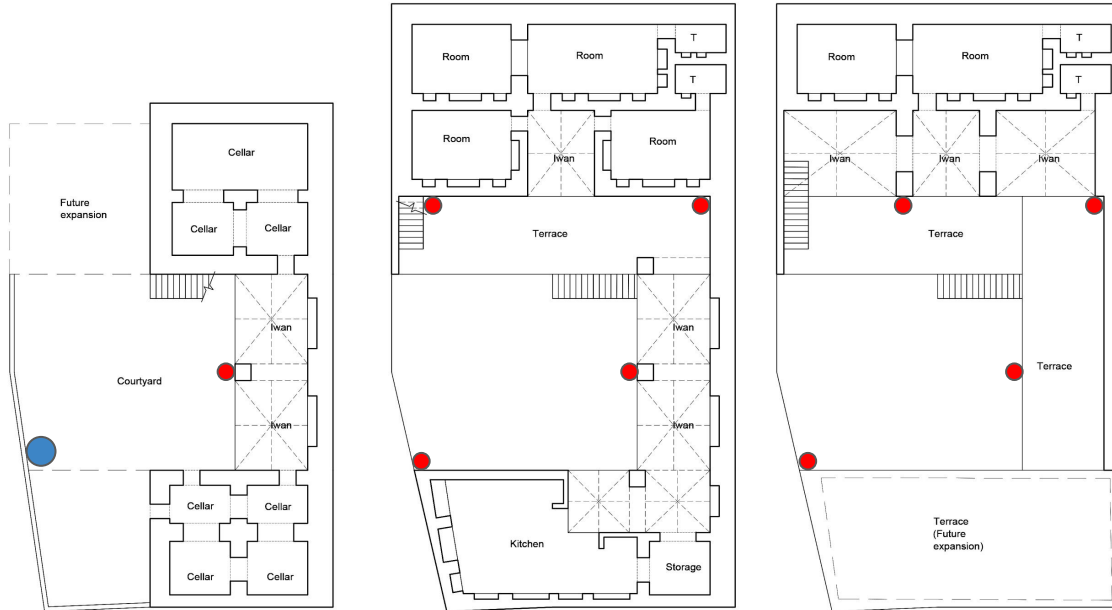 Cellar
Future
expansion
Cellar
Cellar
Iwan
Courtyard
Iwan
Cellar
Cellar
Cellar
Cellar
Room
Room
T
T
Room
Iwan
Room
Terrace
Iwan
Iwan
Kitchen
Storage
Room
Room
T
T
Iwan
Iwan
Iwan
Terrace
Terrace
Terrace
(Future
expansion)